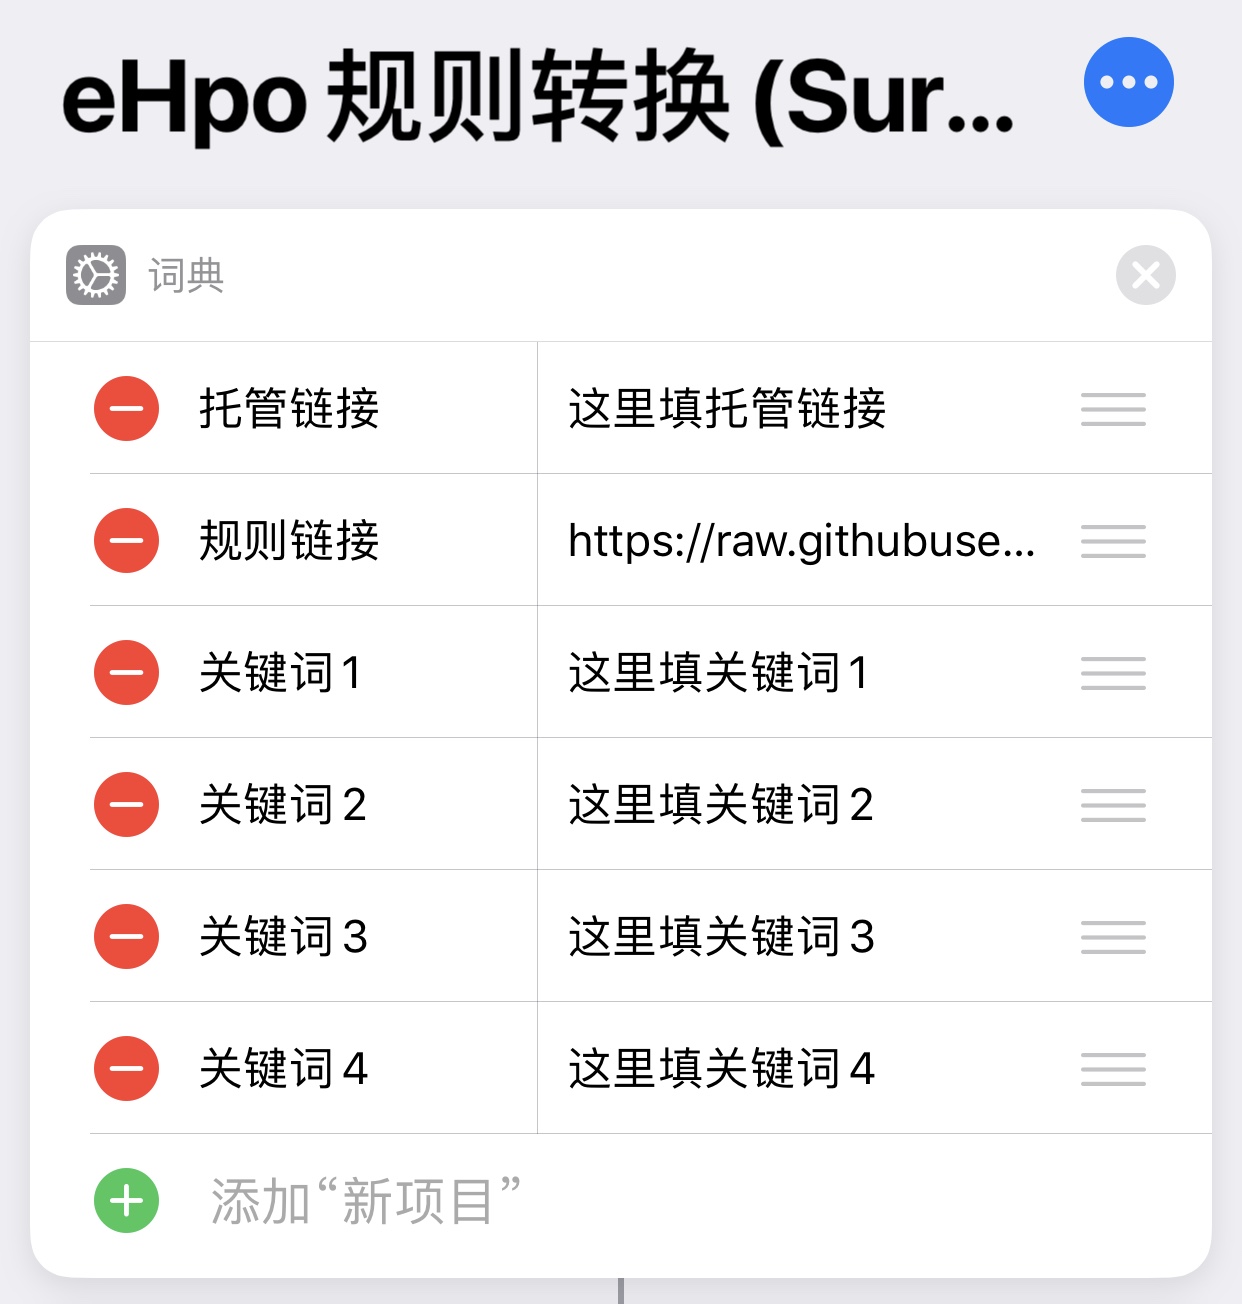 eHpo 规则转换 (Sur...
词典
托管链接 这里填托管链接
规则链接 https://raw.githubuse...
关键词 1 这里填关键词 1
关键词 2 这里填关键词 2
关键词 3 这里填关键词 3
关键词 4 这里填关键词 4
添加“新项目”